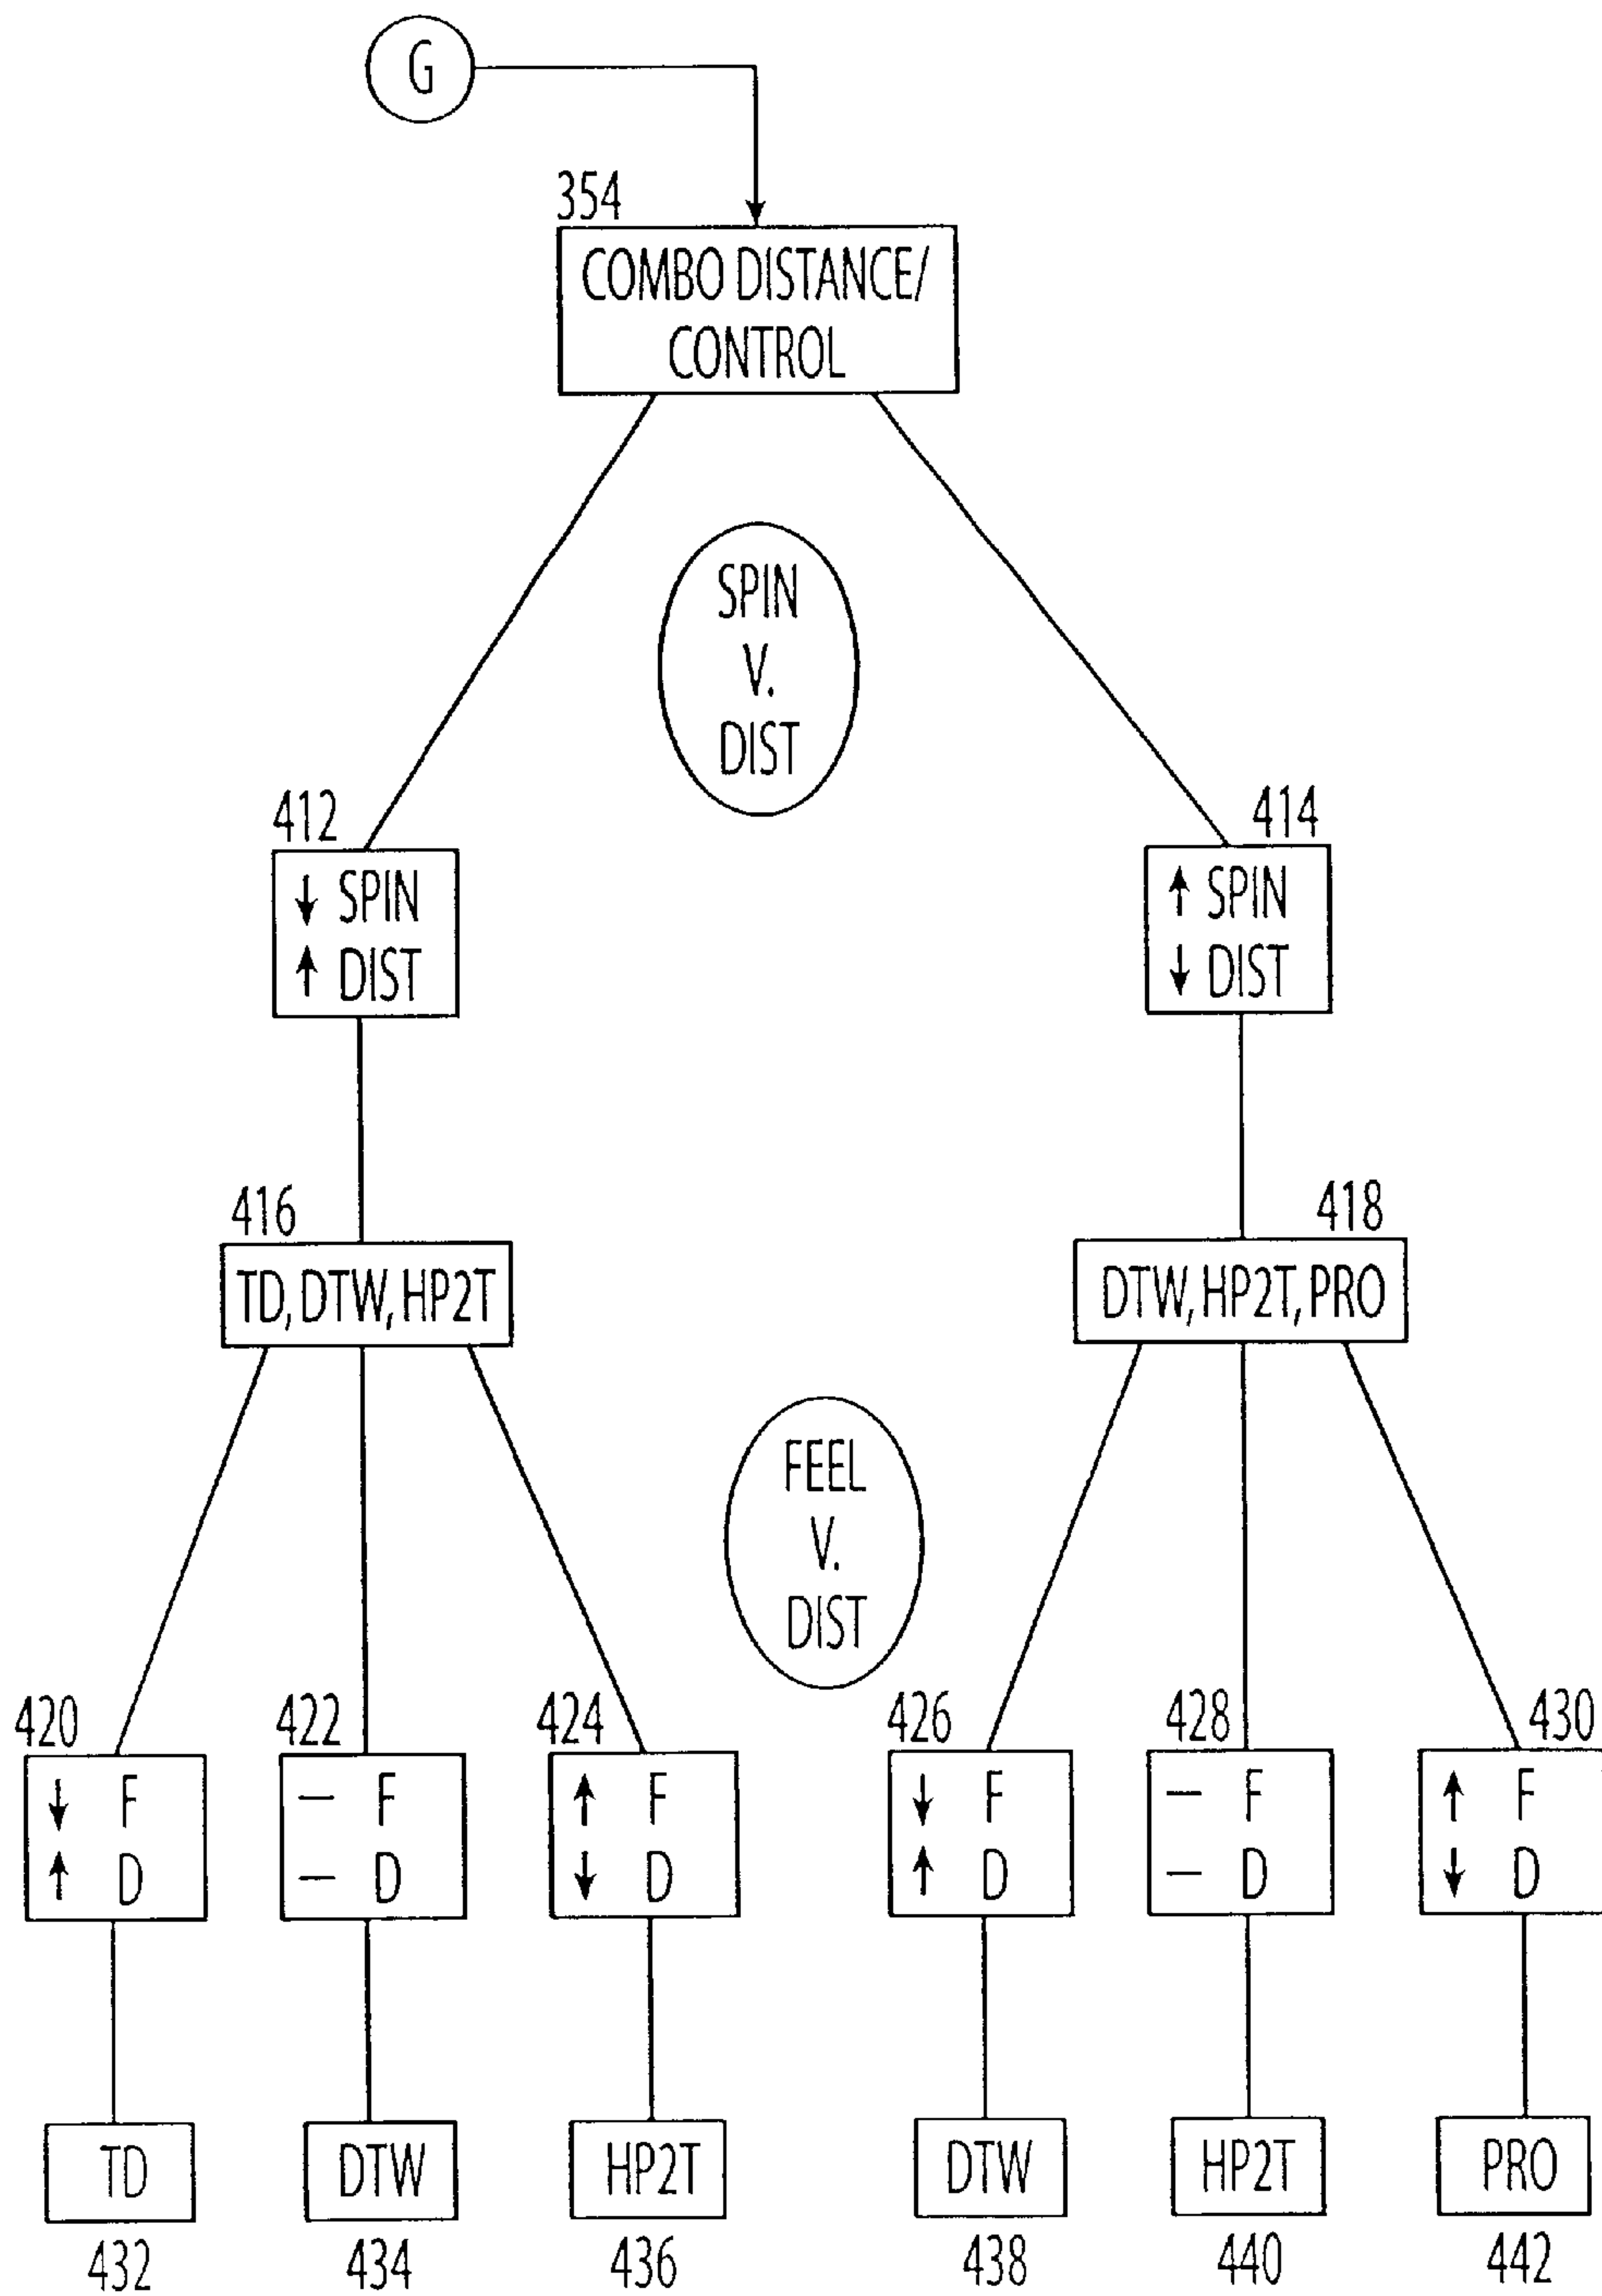 G
354
COMBO DISTANCE/
CONTROL
SPIN
V.
DIST
412
↓ SPIN
↑ DIST
414
↑ SPIN
↓ DIST
416
TD, DTW, HP2T
418
DTW, HP2T, PRO
FEEL
V.
DIST
420
↓ F
↑ D
422
— F
— D
424
↑ F
↓ D
426
↓ F
↑ D
428
— F
— D
430
↑ F
↓ D
TD
432
DTW
434
HP2T
436
DTW
438
HP2T
440
PRO
442